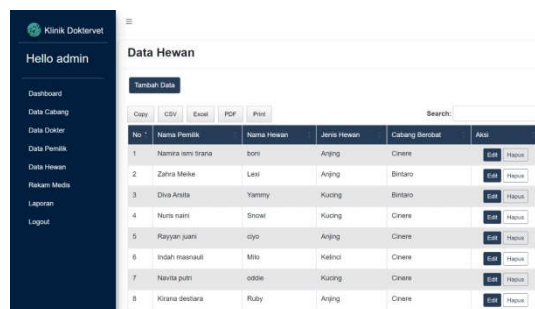 Klinik Doktervet
Hello admin
Dashboard
Data Cabang
Data Dokter
Data Pemilik
Data Hewan
Rekam Medis
Laporan
Logout
Data Hewan
Tambah Data
Copy CSV Excel PDF Print Search:
No Nama Pemilik Nama Hewan Jenis Hewan Cabang Berobat Aksi
1 Namira ismi tirana boni Anjing Cinere Edit Hapus
2 Zahra Meike Lexi Anjing Bintaro Edit Hapus
3 Diva Arsita Yammy Kucing Bintaro Edit Hapus
4 Nuris naini Snowi Kucing Cinere Edit Hapus
5 Rayyan juani oiyo Anjing Cinere Edit Hapus
6 Indah masnauli Milo Kelinci Cinere Edit Hapus
7 Navita putri oddie Kucing Cinere Edit Hapus
8 Kirana destiara Ruby Anjing Cinere Edit Hapus